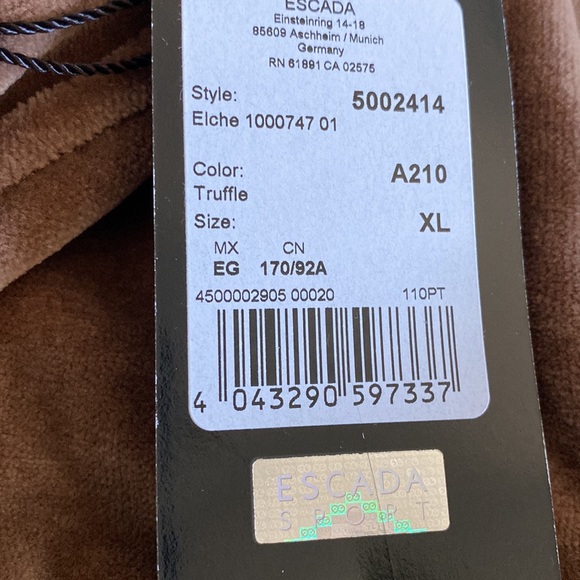 ESCADA
Einsteinring 14-18
85609 Aschheim / Munich
Germany
RN 61891 CA 02575
Style: 5002414
Elche 1000747 01
Color: A210
Truffle
Size: XL
MX CN
EG 170/92A
4500002905 00020 110PT
4 043290 597337
ESCADA
SPORT